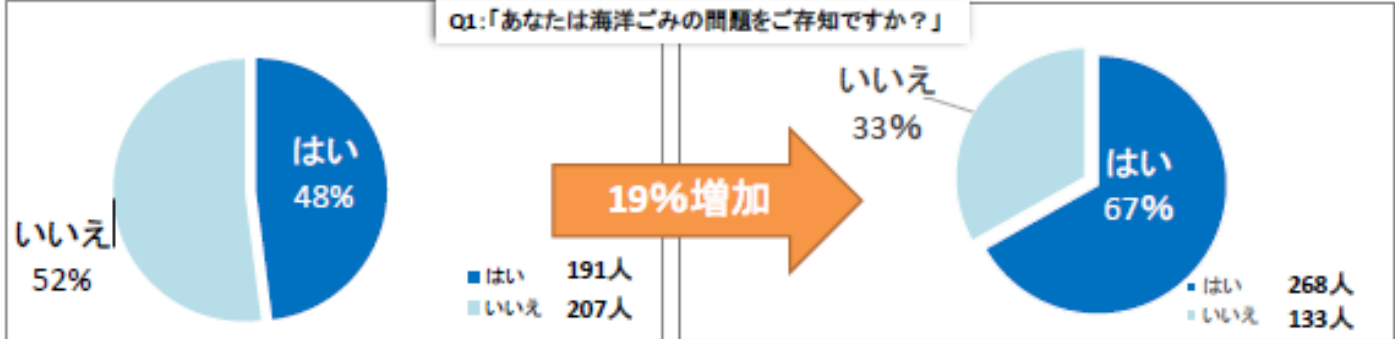 Q1:「あなたは海洋ごみの問題をご存知ですか？」
はい
48%
いいえ
52%
はい 191人
いいえ 207人
19%増加
いいえ
33%
はい
67%
はい 268人
いいえ 133人